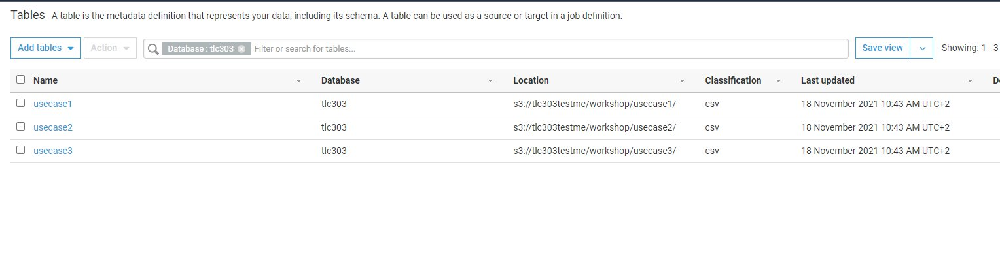 Tables A table is the metadata definition that represents your data, including its schema. A table can be used as a source or target in a job definition.
Add tables Action Database : tlc303 Filter or search for tables... Save view Showing: 1 - 3
Name Database Location Classification Last updated
usecase1 tlc303 s3://tlc303testme/workshop/usecase1/ csv 18 November 2021 10:43 AM UTC+2
usecase2 tlc303 s3://tlc303testme/workshop/usecase2/ csv 18 November 2021 10:43 AM UTC+2
usecase3 tlc303 s3://tlc303testme/workshop/usecase3/ csv 18 November 2021 10:43 AM UTC+2